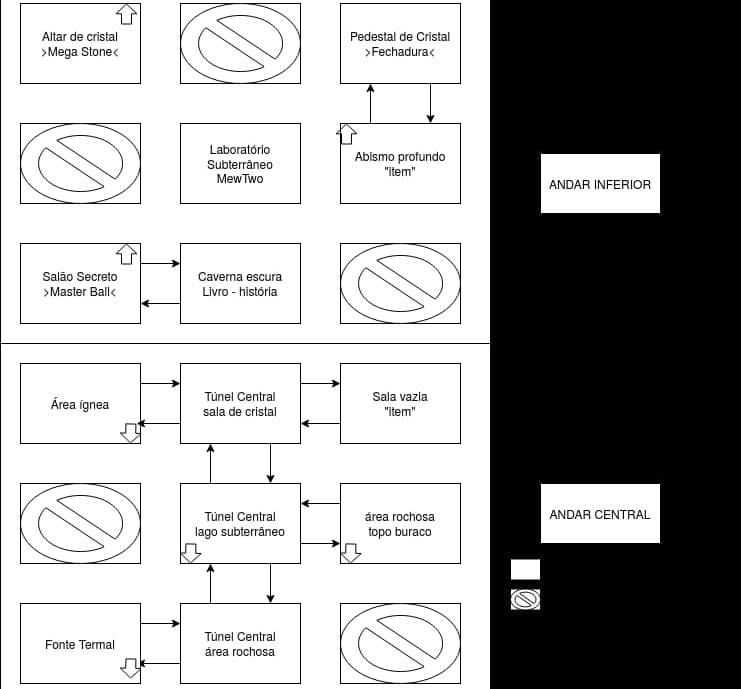 Altar de cristal
>Mega Stone<
Pedestal de Cristal
>Fechadura<
Laboratório
Subterrâneo
MewTwo
Abismo profundo
"item"
ANDAR INFERIOR
Salão Secreto
>Master Ball<
Caverna escura
Livro - história
Área ígnea
Túnel Central
sala de cristal
Sala vazia
"item"
Túnel Central
lago subterrâneo
área rochosa
topo buraco
ANDAR CENTRAL
Fonte Termal
Túnel Central
área rochosa